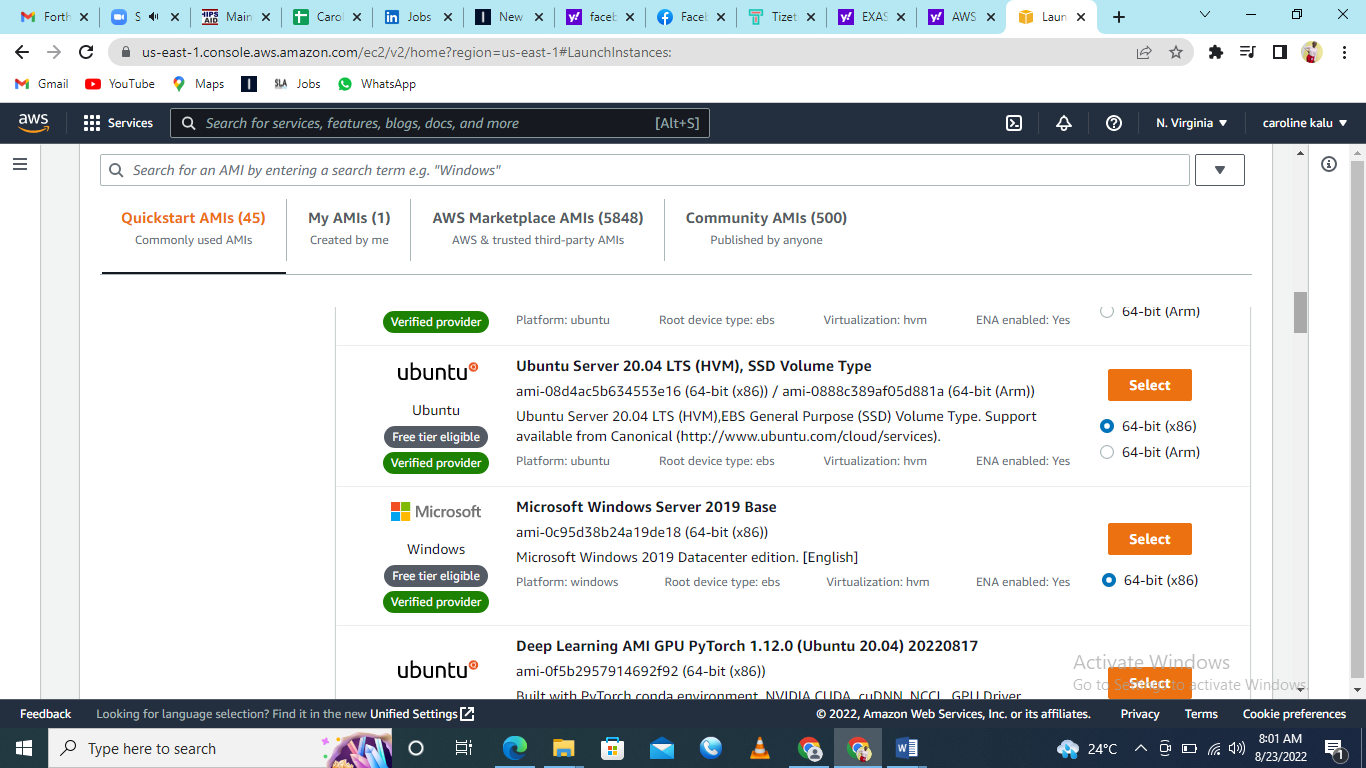 Forth
S
Main
Carol
Jobs
New
faceb
Faceb
Tizet
EXAS
AWS
Laun
us-east-1.console.aws.amazon.com/ec2/v2/home?region=us-east-1#LaunchInstances:
Gmail
YouTube
Maps
Jobs
WhatsApp
aws
Services
Search for services, features, blogs, docs, and more
[Alt+S]
N. Virginia
caroline kalu
Search for an AMI by entering a search term e.g. "Windows"
Quickstart AMIs (45)
Commonly used AMIs
My AMIs (1)
Created by me
AWS Marketplace AMIs (5848)
AWS & trusted third-party AMIs
Community AMIs (500)
Published by anyone
Verified provider
Platform: ubuntu
Root device type: ebs
Virtualization: hvm
ENA enabled: Yes
64-bit (Arm)
ubuntu
Ubuntu
Free tier eligible
Verified provider
Ubuntu Server 20.04 LTS (HVM), SSD Volume Type
ami-08d4ac5b634553e16 (64-bit (x86)) / ami-0888c389af05d881a (64-bit (Arm))
Ubuntu Server 20.04 LTS (HVM),EBS General Purpose (SSD) Volume Type. Support
available from Canonical (http://www.ubuntu.com/cloud/services).
Platform: ubuntu
Root device type: ebs
Virtualization: hvm
ENA enabled: Yes
Select
64-bit (x86)
64-bit (Arm)
Microsoft
Windows
Free tier eligible
Verified provider
Microsoft Windows Server 2019 Base
ami-0c95d38b24a19de18 (64-bit (x86))
Microsoft Windows 2019 Datacenter edition. [English]
Platform: windows
Root device type: ebs
Virtualization: hvm
ENA enabled: Yes
Select
64-bit (x86)
ubuntu
Deep Learning AMI GPU PyTorch 1.12.0 (Ubuntu 20.04) 20220817
ami-0f5b2957914692f92 (64-bit (x86))
Built with PyTorch conda environment, NVIDIA CUDA, cuDNN, NCCL, GPU Driver
Select
Activate Windows
Go to Settings to activate Windows.
Feedback
Looking for language selection? Find it in the new Unified Settings
© 2022, Amazon Web Services, Inc. or its affiliates.
Privacy
Terms
Cookie preferences
Type here to search
24°C
8:01 AM
8/23/2022
1